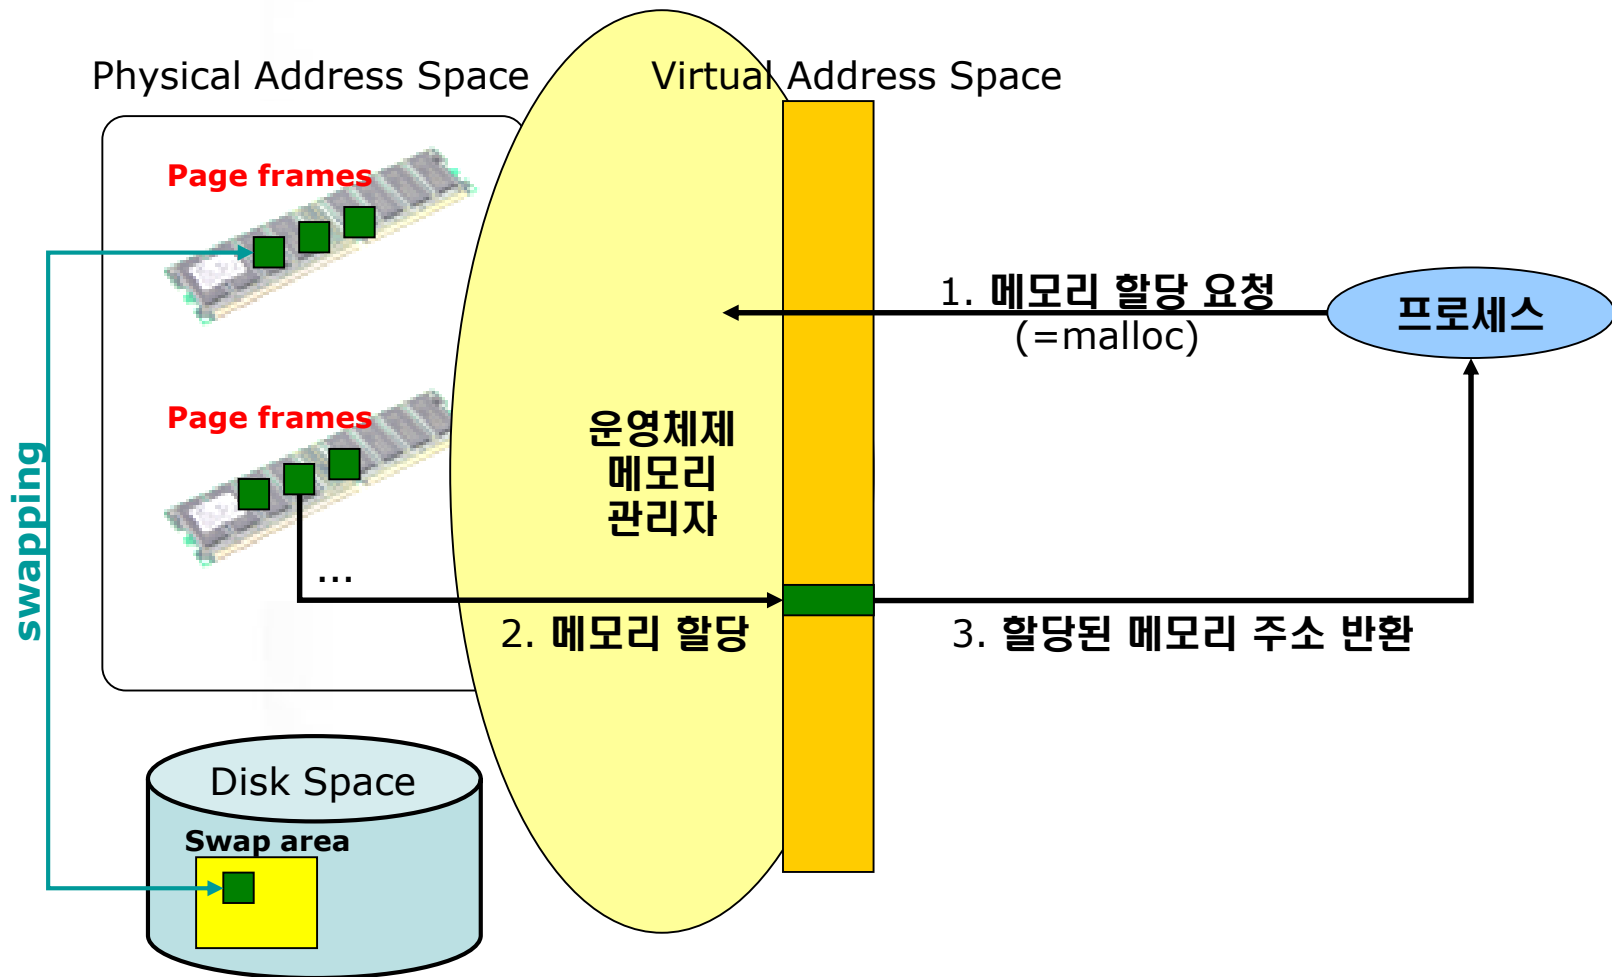 Physical Address Space
Virtual Address Space
Page frames
1. 메모리 할당 요청
(=malloc)
프로세스
Page frames
운영체제
메모리
관리자
swapping
...
2. 메모리 할당
3. 할당된 메모리 주소 반환
Disk Space
Swap area